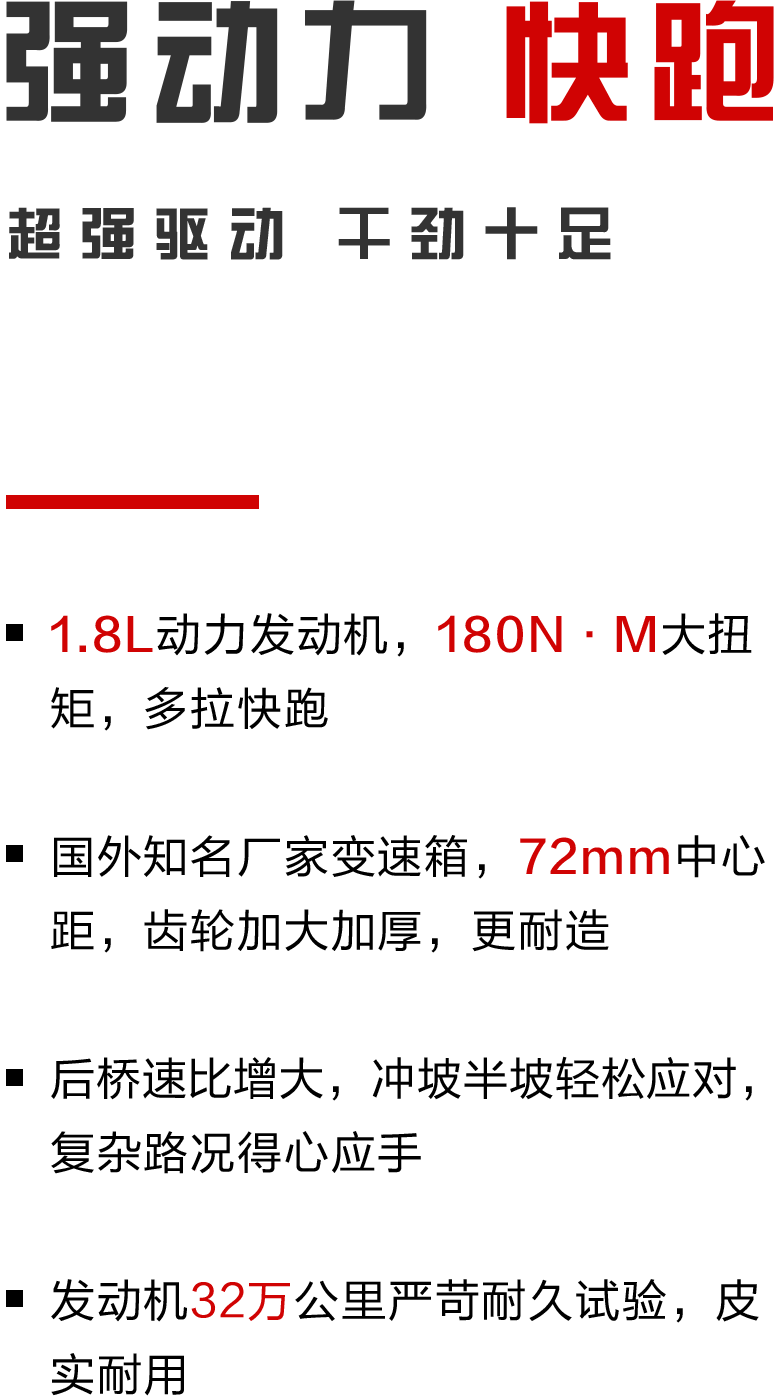 强动力 快跑
超强驱动 干劲十足
1.8L动力发动机，180N·M大扭
矩，多拉快跑
国外知名厂家变速箱，72mm中心
距，齿轮加大加厚，更耐造
后桥速比增大，冲坡半坡轻松应对，
复杂路况得心应手
发动机32万公里严苛耐久试验，皮
实耐用